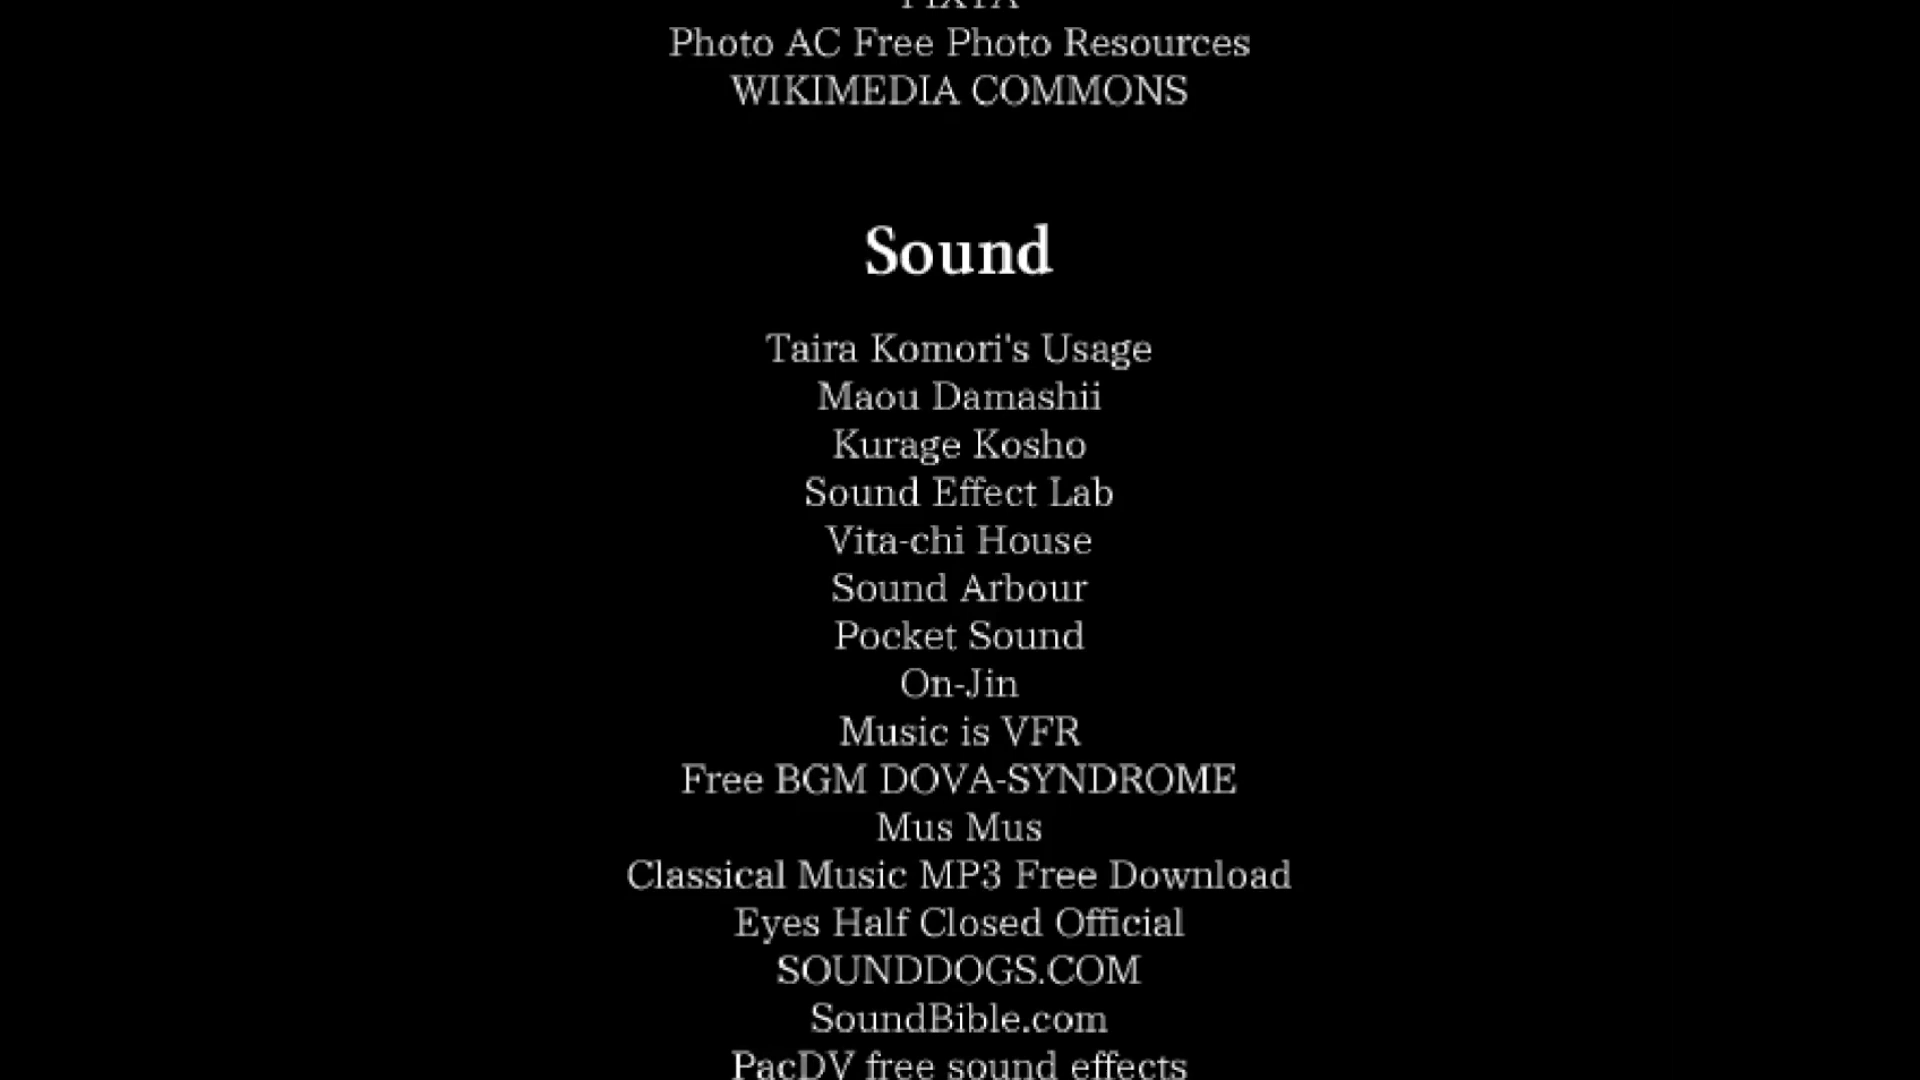 PIXTA
Photo AC Free Photo Resources
WIKIMEDIA COMMONS
Sound
Taira Komori's Usage
Maou Damashii
Kurage Kosho
Sound Effect Lab
Vita-chi House
Sound Arbour
Pocket Sound
On-Jin
Music is VFR
Free BGM DOVA-SYNDROME
Mus Mus
Classical Music MP3 Free Download
Eyes Half Closed Official
SOUNDDOGS.COM
SoundBible.com
PacDV free sound effects